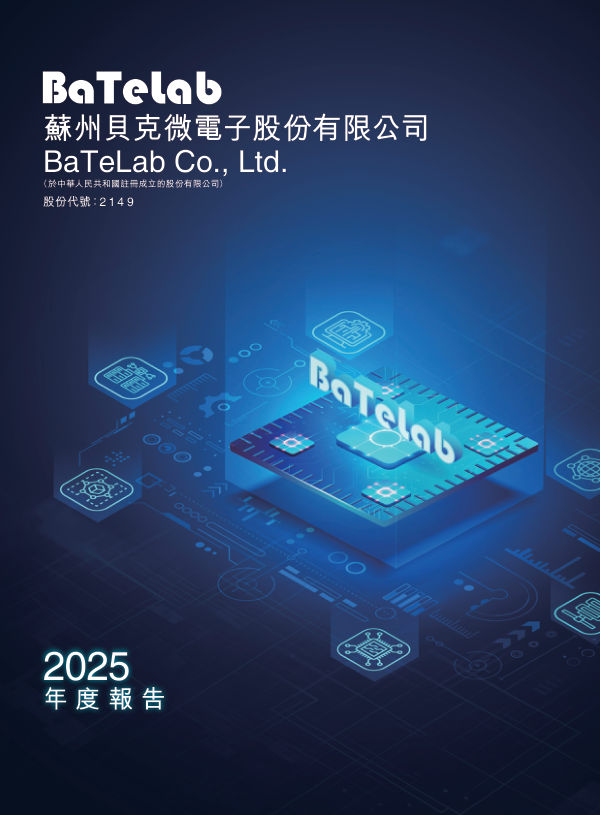 BaTeLab
蘇州貝克微電子股份有限公司
BaTeLab Co., Ltd.
(於中華人民共和國註冊成立的股份有限公司)
股份代號:2149
BaTeLab
2025
年度報告